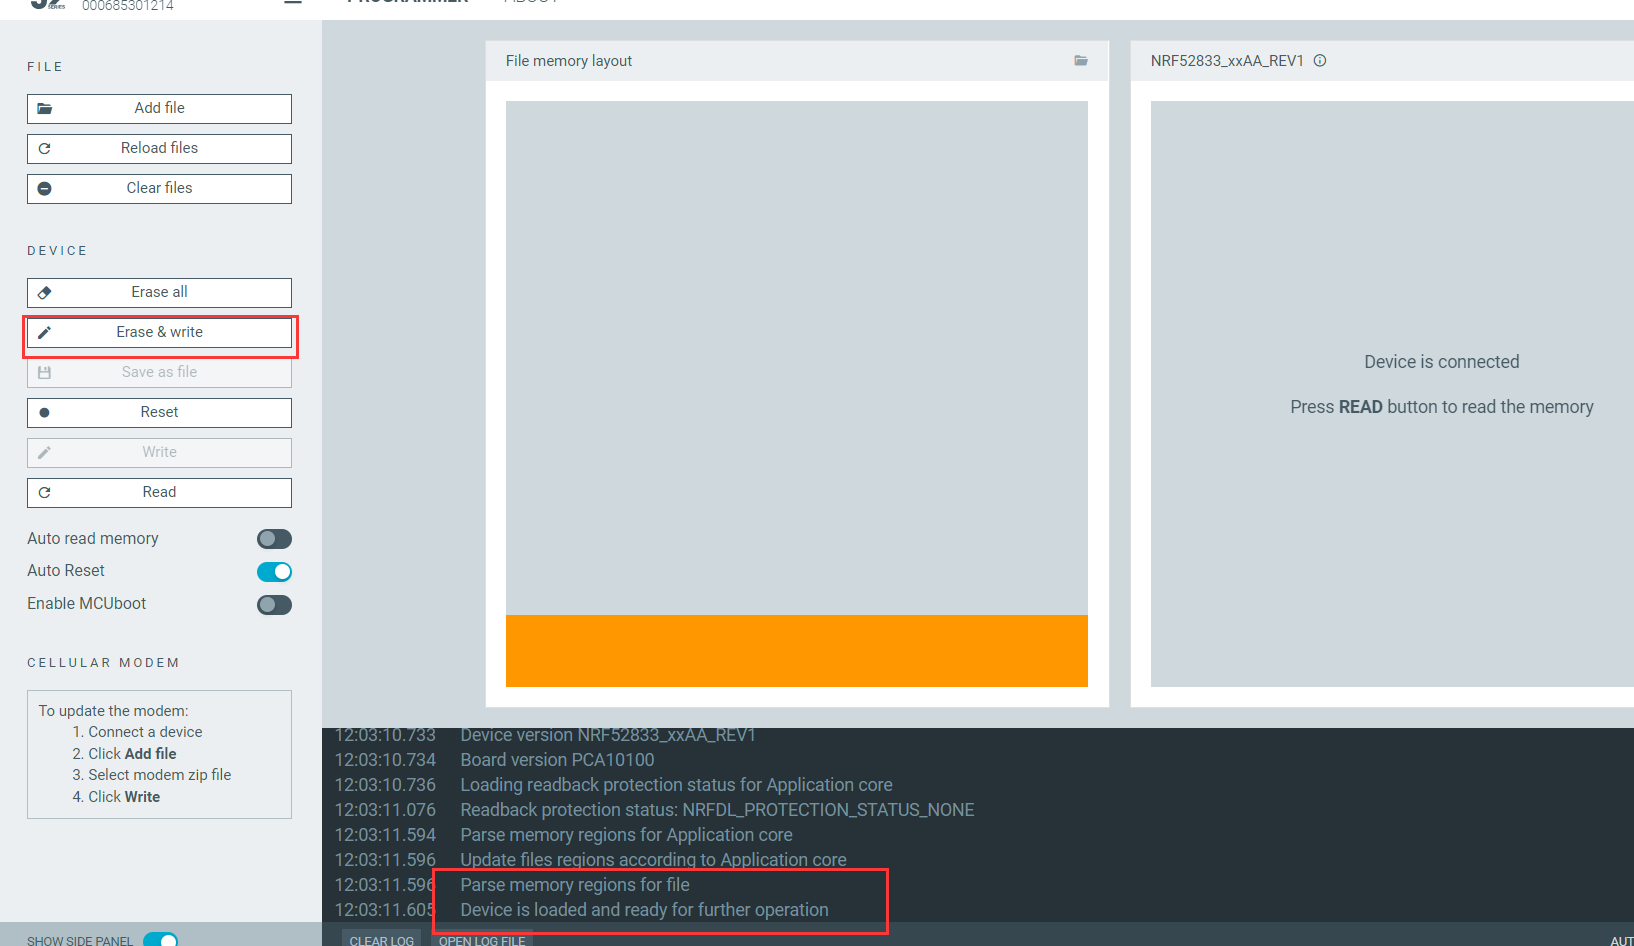 000685301214
PROGRAMMER ABOUT
FILE
Add file
Reload files
Clear files
DEVICE
Erase all
Erase & write
Save as file
Reset
Write
Read
Auto read memory
Auto Reset
Enable MCUboot
CELLULAR MODEM
To update the modem:
1. Connect a device
2. Click Add file
3. Select modem zip file
4. Click Write
SHOW SIDE PANEL
File memory layout
NRF52833_xxAA_REV1
Device is connected
Press READ button to read the memory
12:03:10.733 Device version NRF52833_xxAA_REV1
12:03:10.734 Board version PCA10100
12:03:10.736 Loading readback protection status for Application core
12:03:11.076 Readback protection status: NRFDL_PROTECTION_STATUS_NONE
12:03:11.594 Parse memory regions for Application core
12:03:11.596 Update files regions according to Application core
12:03:11.596 Parse memory regions for file
12:03:11.605 Device is loaded and ready for further operation
CLEAR LOG OPEN LOG FILE AUT